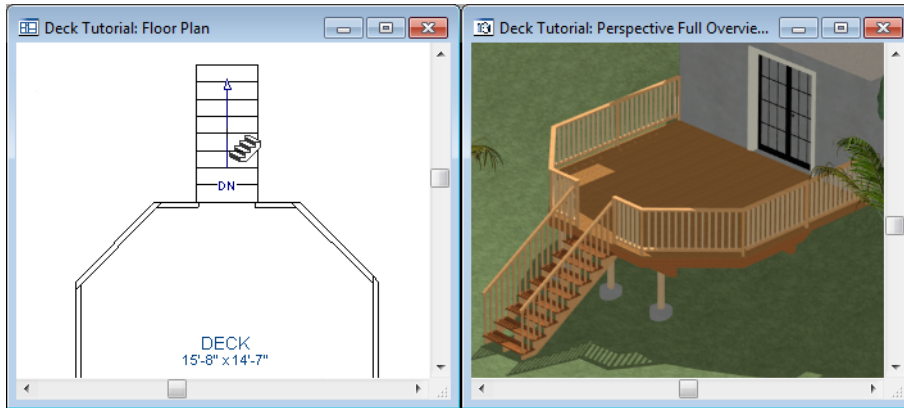 Deck Tutorial: Floor Plan
DN
DECK
15'-8" x 14'-7"
Deck Tutorial: Perspective Full Overvie...